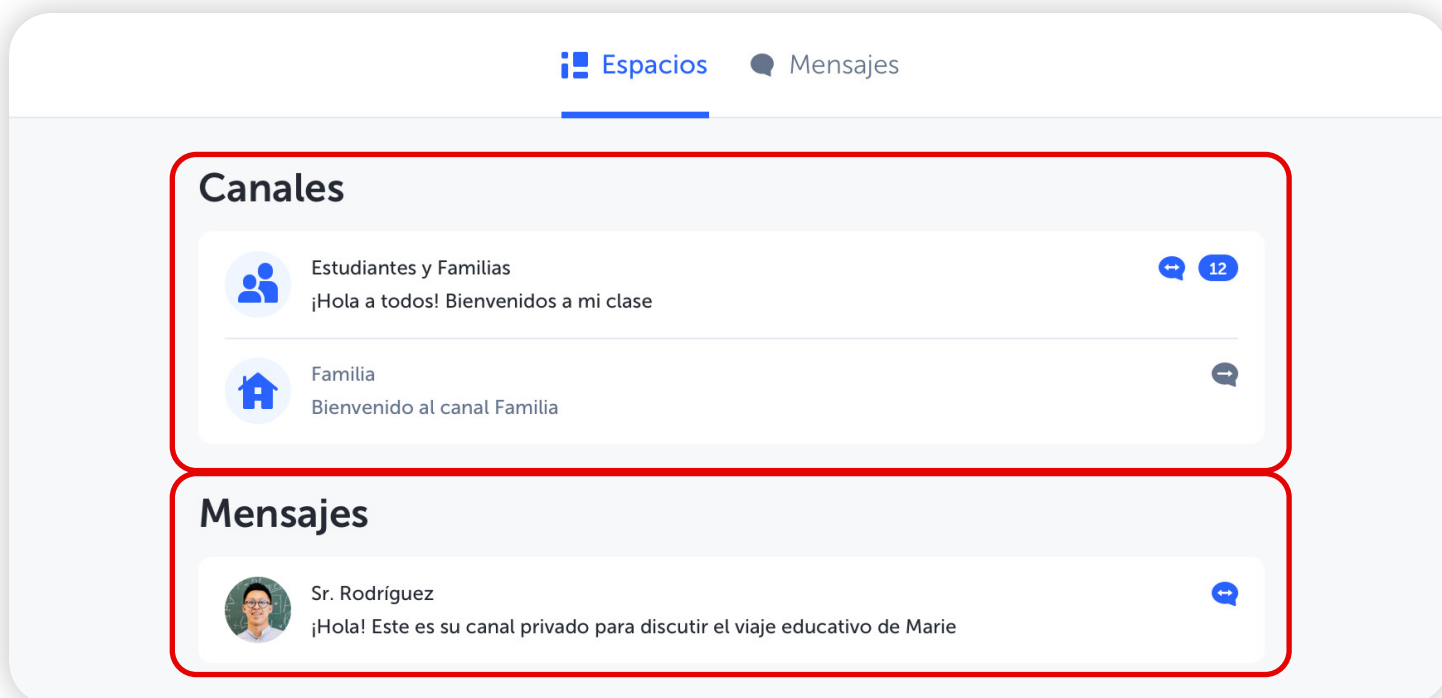 Espacios
Mensajes
Canales
Estudiantes y Familias
12
¡Hola a todos! Bienvenidos a mi clase
Familia
Bienvenido al canal Familia
Mensajes
Sr. Rodríguez
¡Hola! Este es su canal privado para discutir el viaje educativo de Marie